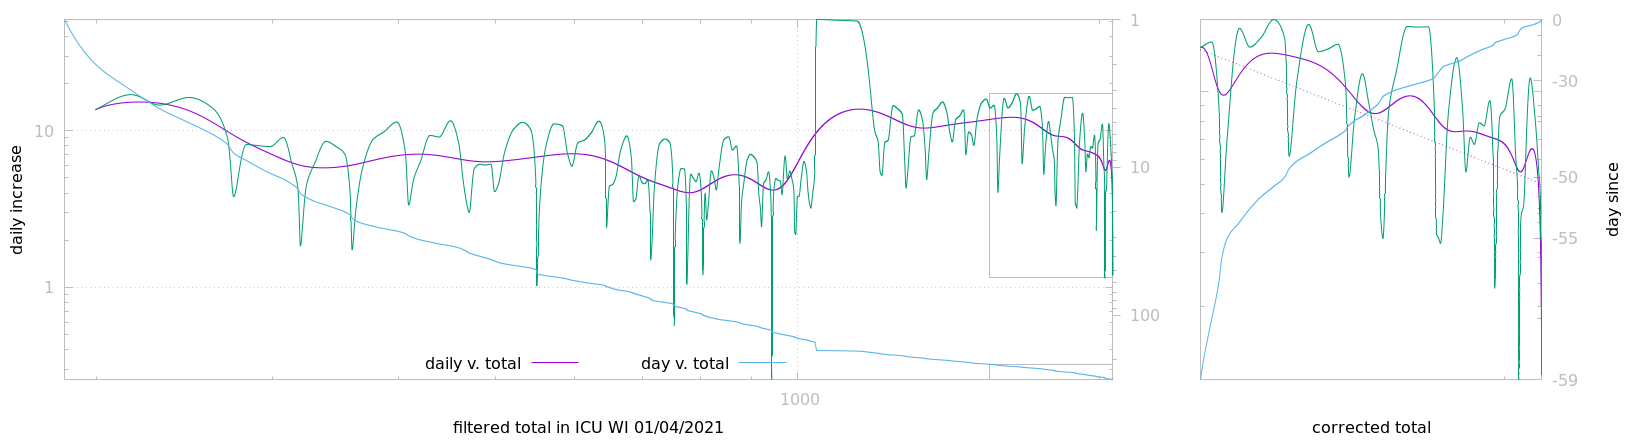 daily increase
10
1
daily v. total
day v. total
1000
filtered total in ICU WI 01/04/2021
1
10
100
corrected total
0
-30
-50
-55
-59
day since